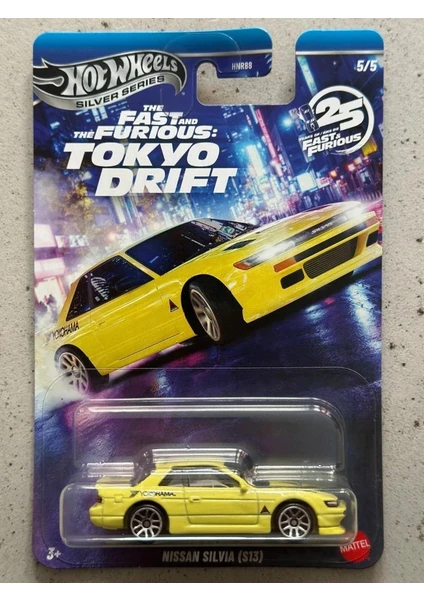 HNR88
5/5
HOT WHEELS
SILVER SERIES
THE
FAST AND
THE FURIOUS:
TOKYO
DRIFT
25
FAST &
FURIOUS
YOKOHAMA
YOKOHAMA
3+
NISSAN SILVIA (S13)
MATTEL